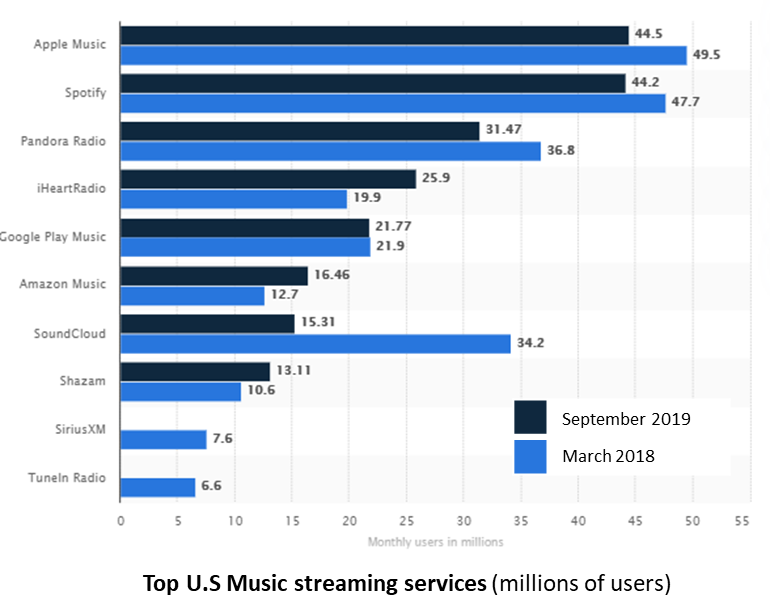 Apple Music 44.5
49.5
Spotify 44.2
47.7
Pandora Radio 31.47
36.8
iHeartRadio 25.9
19.9
Google Play Music 21.77
21.9
Amazon Music 16.46
12.7
SoundCloud 15.31
34.2
Shazam 13.11
10.6
SiriusXM 7.6
TuneIn Radio 6.6
September 2019
March 2018
0 5 10 15 20 25 30 35 40 45 50 55
Monthly users in millions
Top U.S Music streaming services (millions of users)